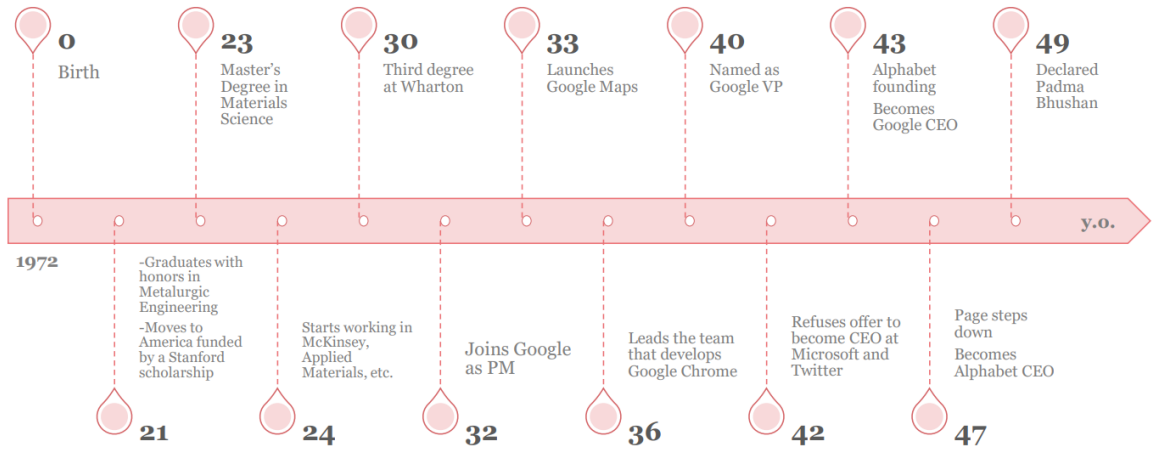 0
Birth
23
Master's
Degree in
Materials
Science
30
Third degree
at Wharton
33
Launches
Google Maps
40
Named as
Google VP
43
Alphabet
founding
Becomes
Google CEO
49
Declared
Padma
Bhushan
y.o.
1972
-Graduates with
honors in
Metalurgic
Engineering
-Moves to
America funded
by a Stanford
scholarship
21
Starts working in
McKinsey,
Applied
Materials, etc.
24
Joins Google
as PM
32
Leads the team
that develops
Google Chrome
36
Refuses offer to
become CEO at
Microsoft and
Twitter
42
Page steps
down
Becomes
Alphabet CEO
47